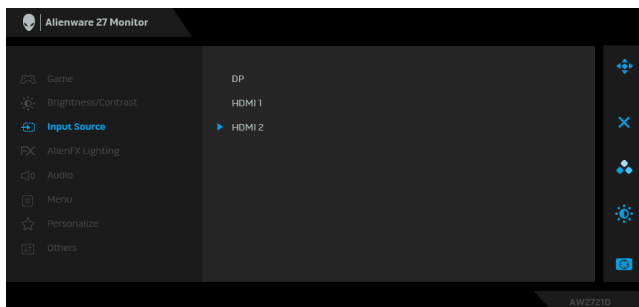 Alienware 27 Monitor
Game
Brightness/Contrast
Input Source
AlienFX Lighting
Audio
Menu
Personalize
Others
DP
HDMI 1
HDMI 2
AW2721D